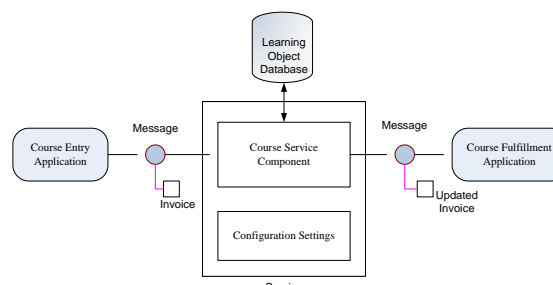 Learning
Object
Database
Message
Message
Course Entry
Application
Course Service
Component
Course Fulfillment
Application
Invoice
Updated
Invoice
Configuration Settings